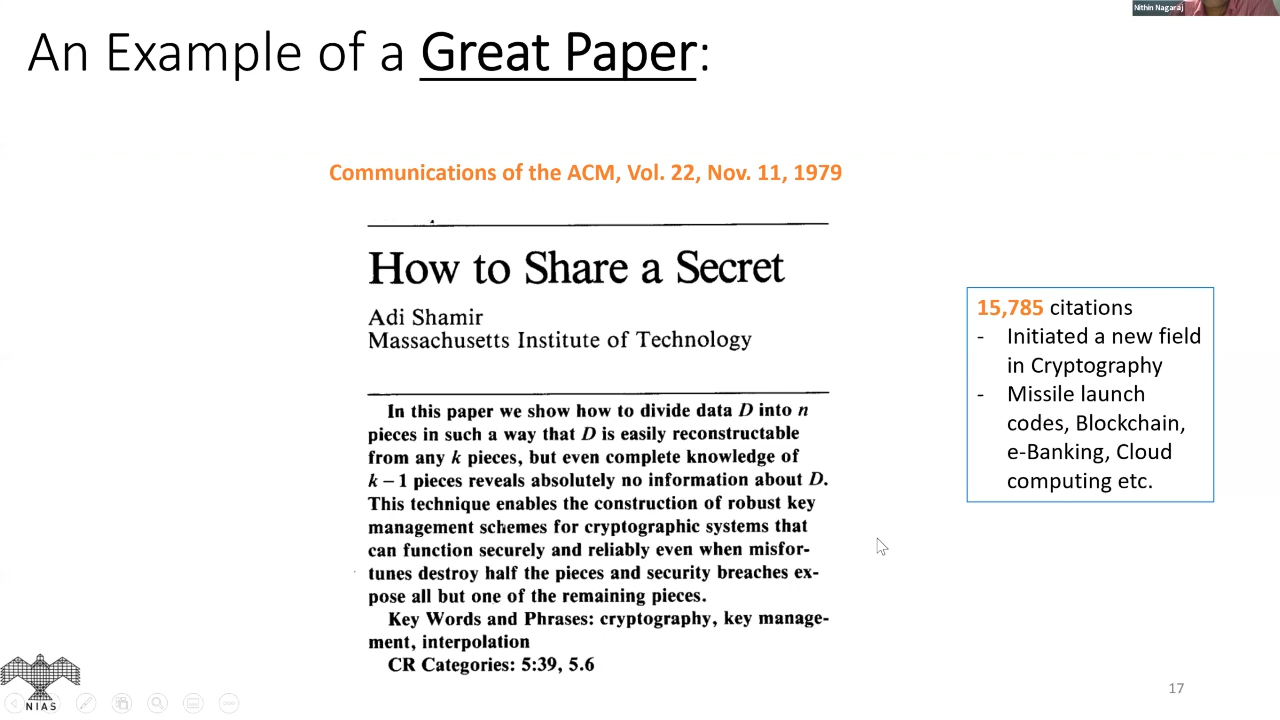 Nithin Nagaraj
An Example of a Great Paper:
Communications of the ACM, Vol. 22, Nov. 11, 1979
How to Share a Secret
Adi Shamir
Massachusetts Institute of Technology
In this paper we show how to divide data D into n
pieces in such a way that D is easily reconstructable
from any k pieces, but even complete knowledge of
k – 1 pieces reveals absolutely no information about D.
This technique enables the construction of robust key
management schemes for cryptographic systems that
can function securely and reliably even when misfor-
tunes destroy half the pieces and security breaches ex-
pose all but one of the remaining pieces.
Key Words and Phrases: cryptography, key manage-
ment, interpolation
CR Categories: 5:39, 5.6
15,785 citations
- Initiated a new field
in Cryptography
- Missile launch
codes, Blockchain,
e-Banking, Cloud
computing etc.
NIAS
17